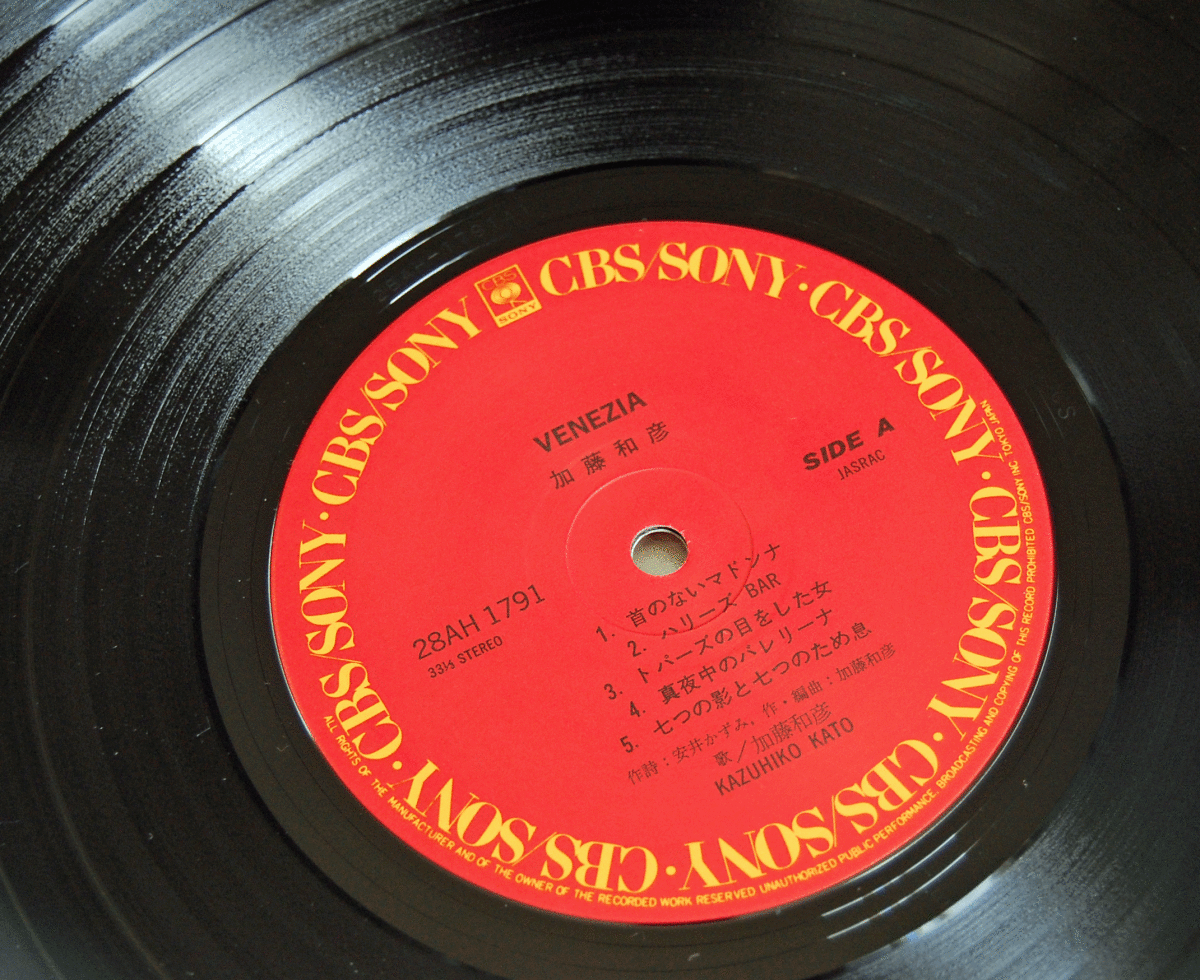 CBS/SONY · CBS/SONY · CBS/SONY · CBS/SONY · CBS/SONY · CBS/SONY · CBS/SONY · CBS/SONY
CBS
SONY
VENEZIA
加藤和彦
SIDE A
JASRAC
28AH 1791
33⅓ STEREO
1. 首のないマドンナ
2. ハリーズ BAR
3. トパーズの目をした女
4. 真夜中のバレリーナ
5. 七つの影と七つのため息
作詩：安井かずみ, 作・編曲：加藤和彦
歌／加藤和彦
KAZUHIKO KATO
ALL RIGHTS OF THE MANUFACTURER AND OF THE OWNER OF THE RECORDED WORK RESERVED UNAUTHORIZED PUBLIC PERFORMANCE, BROADCASTING AND COPYING OF THIS RECORD PROHIBITED CBS/SONY INC. TOKYO JAPAN